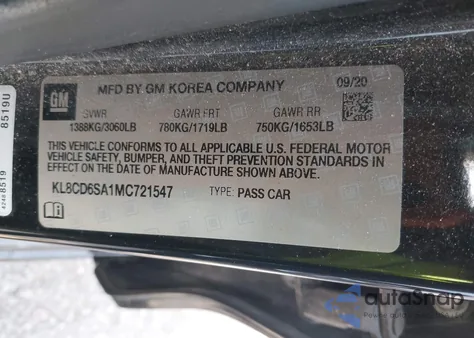 GM
MFD BY GM KOREA COMPANY
09/20
GVWR GAWR FRT GAWR RR
1388KG/3060LB 780KG/1719LB 750KG/1653LB
THIS VEHICLE CONFORMS TO ALL APPLICABLE U.S. FEDERAL MOTOR
VEHICLE SAFETY, BUMPER, AND THEFT PREVENTION STANDARDS IN
EFFECT ON THE DATE OF MANUFACTURE SHOWN ABOVE.
KL8CD6SA1MC721547 TYPE: PASS CAR
8519U
42488519
autoSnap